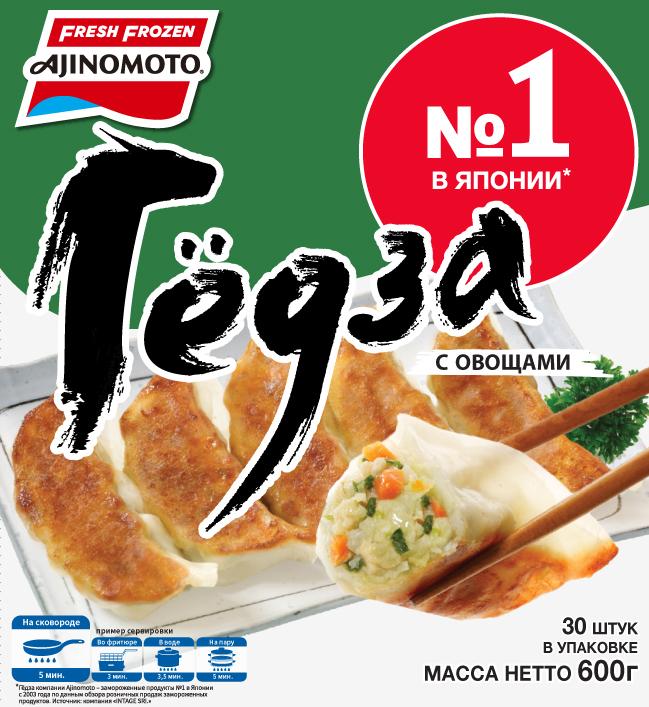 FRESH FROZEN
AJINOMOTO®
№1
В ЯПОНИИ*
Гёдза
С ОВОЩАМИ
30 ШТУК
В УПАКОВКЕ
МАССА НЕТТО 600г
На сковороде
5 мин.
пример сервировки
Во фритюре
3 мин.
В воде
3,5 мин.
На пару
5 мин.
*Гёдза компании Ajinomoto – замороженные продукты №1 в Японии
с 2003 года по данным обзора розничных продаж замороженных
продуктов. Источник: компания «INTAGE SRI.»